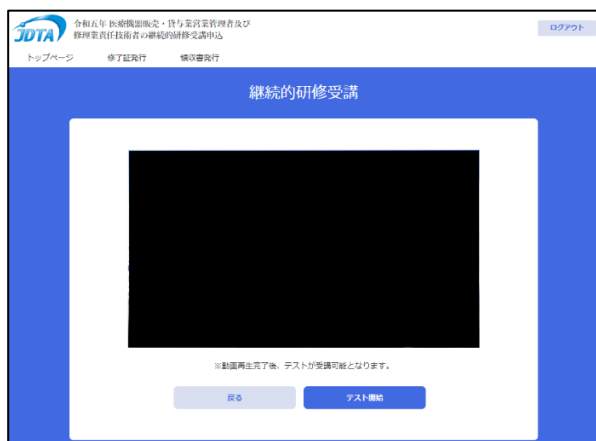 JDTA
令和五年 医療機器販売・貸与業営業管理者及び
修理業責任技術者の継続的研修受講申込
ログアウト
トップページ 修了証発行 領収書発行
継続的研修受講
※動画再生完了後、テストが受講可能となります。
戻る テスト開始